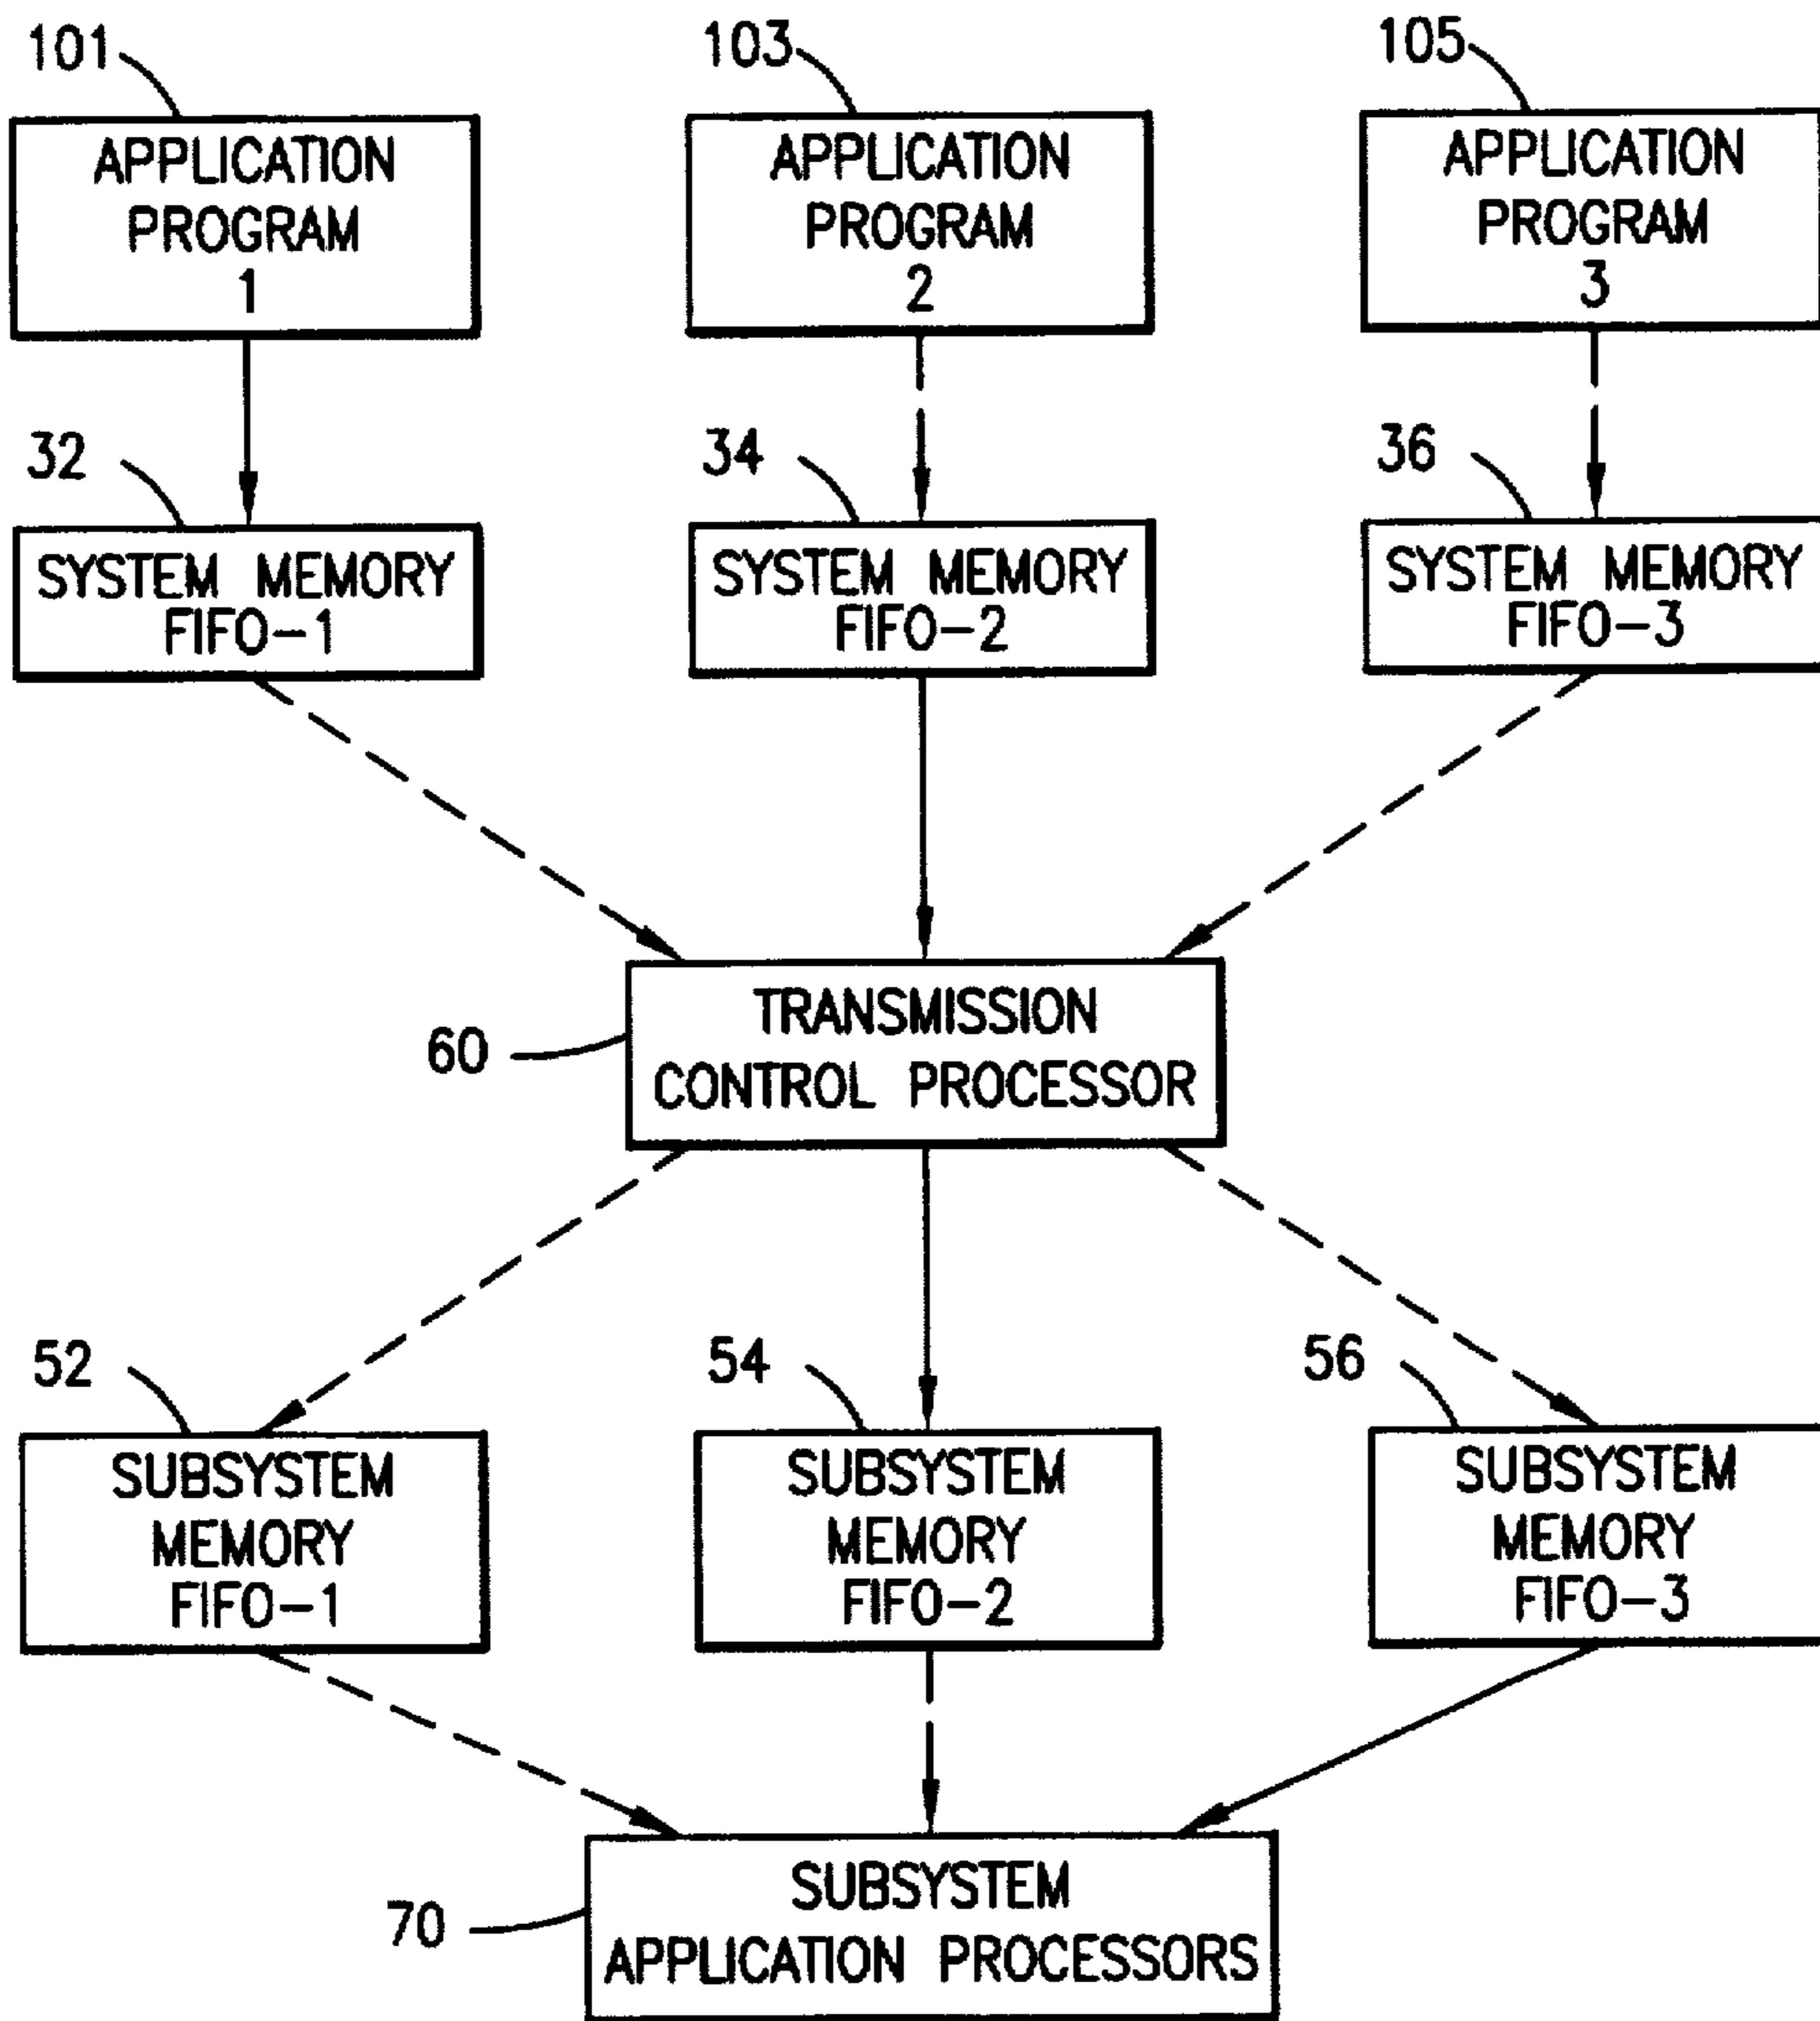 101
103
105
APPLICATION
PROGRAM
1
APPLICATION
PROGRAM
2
APPLICATION
PROGRAM
3
32
34
36
SYSTEM MEMORY
FIFO-1
SYSTEM MEMORY
FIFO-2
SYSTEM MEMORY
FIFO-3
60
TRANSMISSION
CONTROL PROCESSOR
52
54
56
SUBSYSTEM
MEMORY
FIFO-1
SUBSYSTEM
MEMORY
FIFO-2
SUBSYSTEM
MEMORY
FIFO-3
70
SUBSYSTEM
APPLICATION PROCESSORS